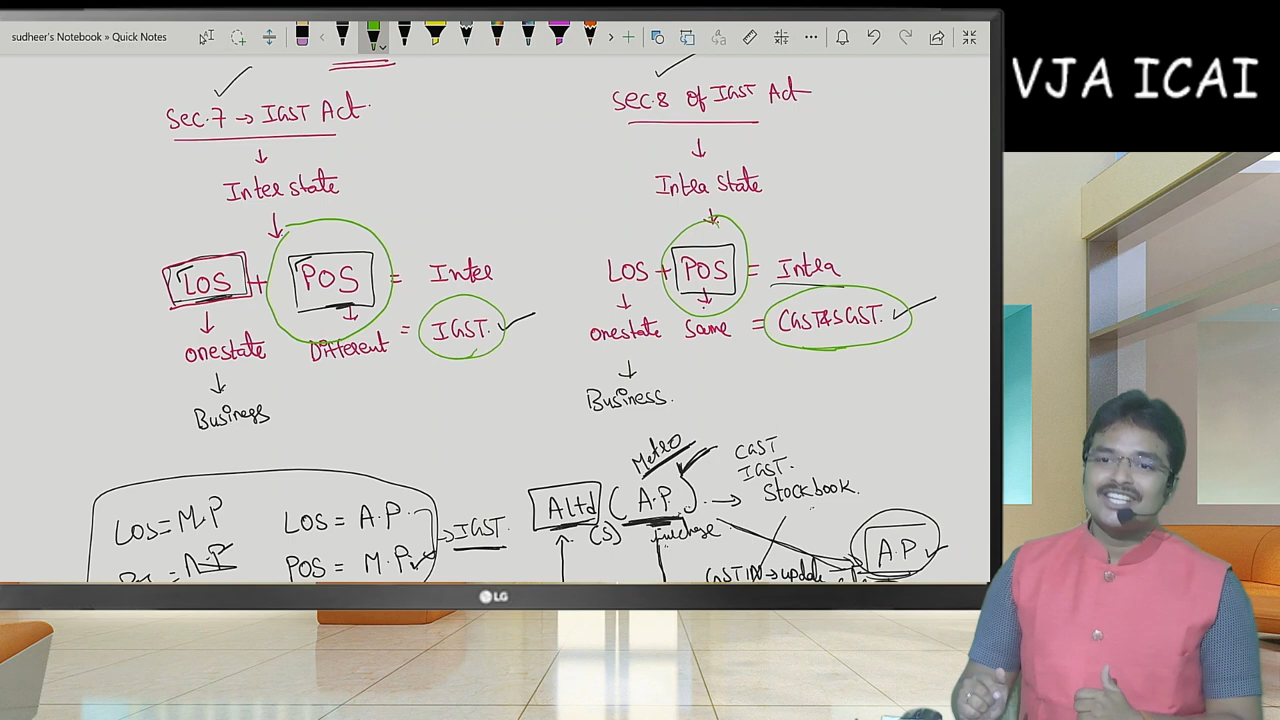 sudheer's Notebook » Quick Notes
VJA ICAI
Sec.7 → IGST Act.
↓
Inter state
↓
LOS + POS = Inter
↓ ↓
onestate Different = IGST. ✓
↓
Business
Sec.8 of IGST Act
↓
Intra State
↓
LOS + POS = Intra
↓ ↓
onestate Same = CGST&SGST. ✓
↓
Business.
LOS = M.P
LOS = A.P.
→ IGST.
POS = M.P ✓
Metro
A Ltd (A.P.) →
CGST
IGST.
Stockbook.
(S) purchase
A.P ✓
GSTIN → update
LG